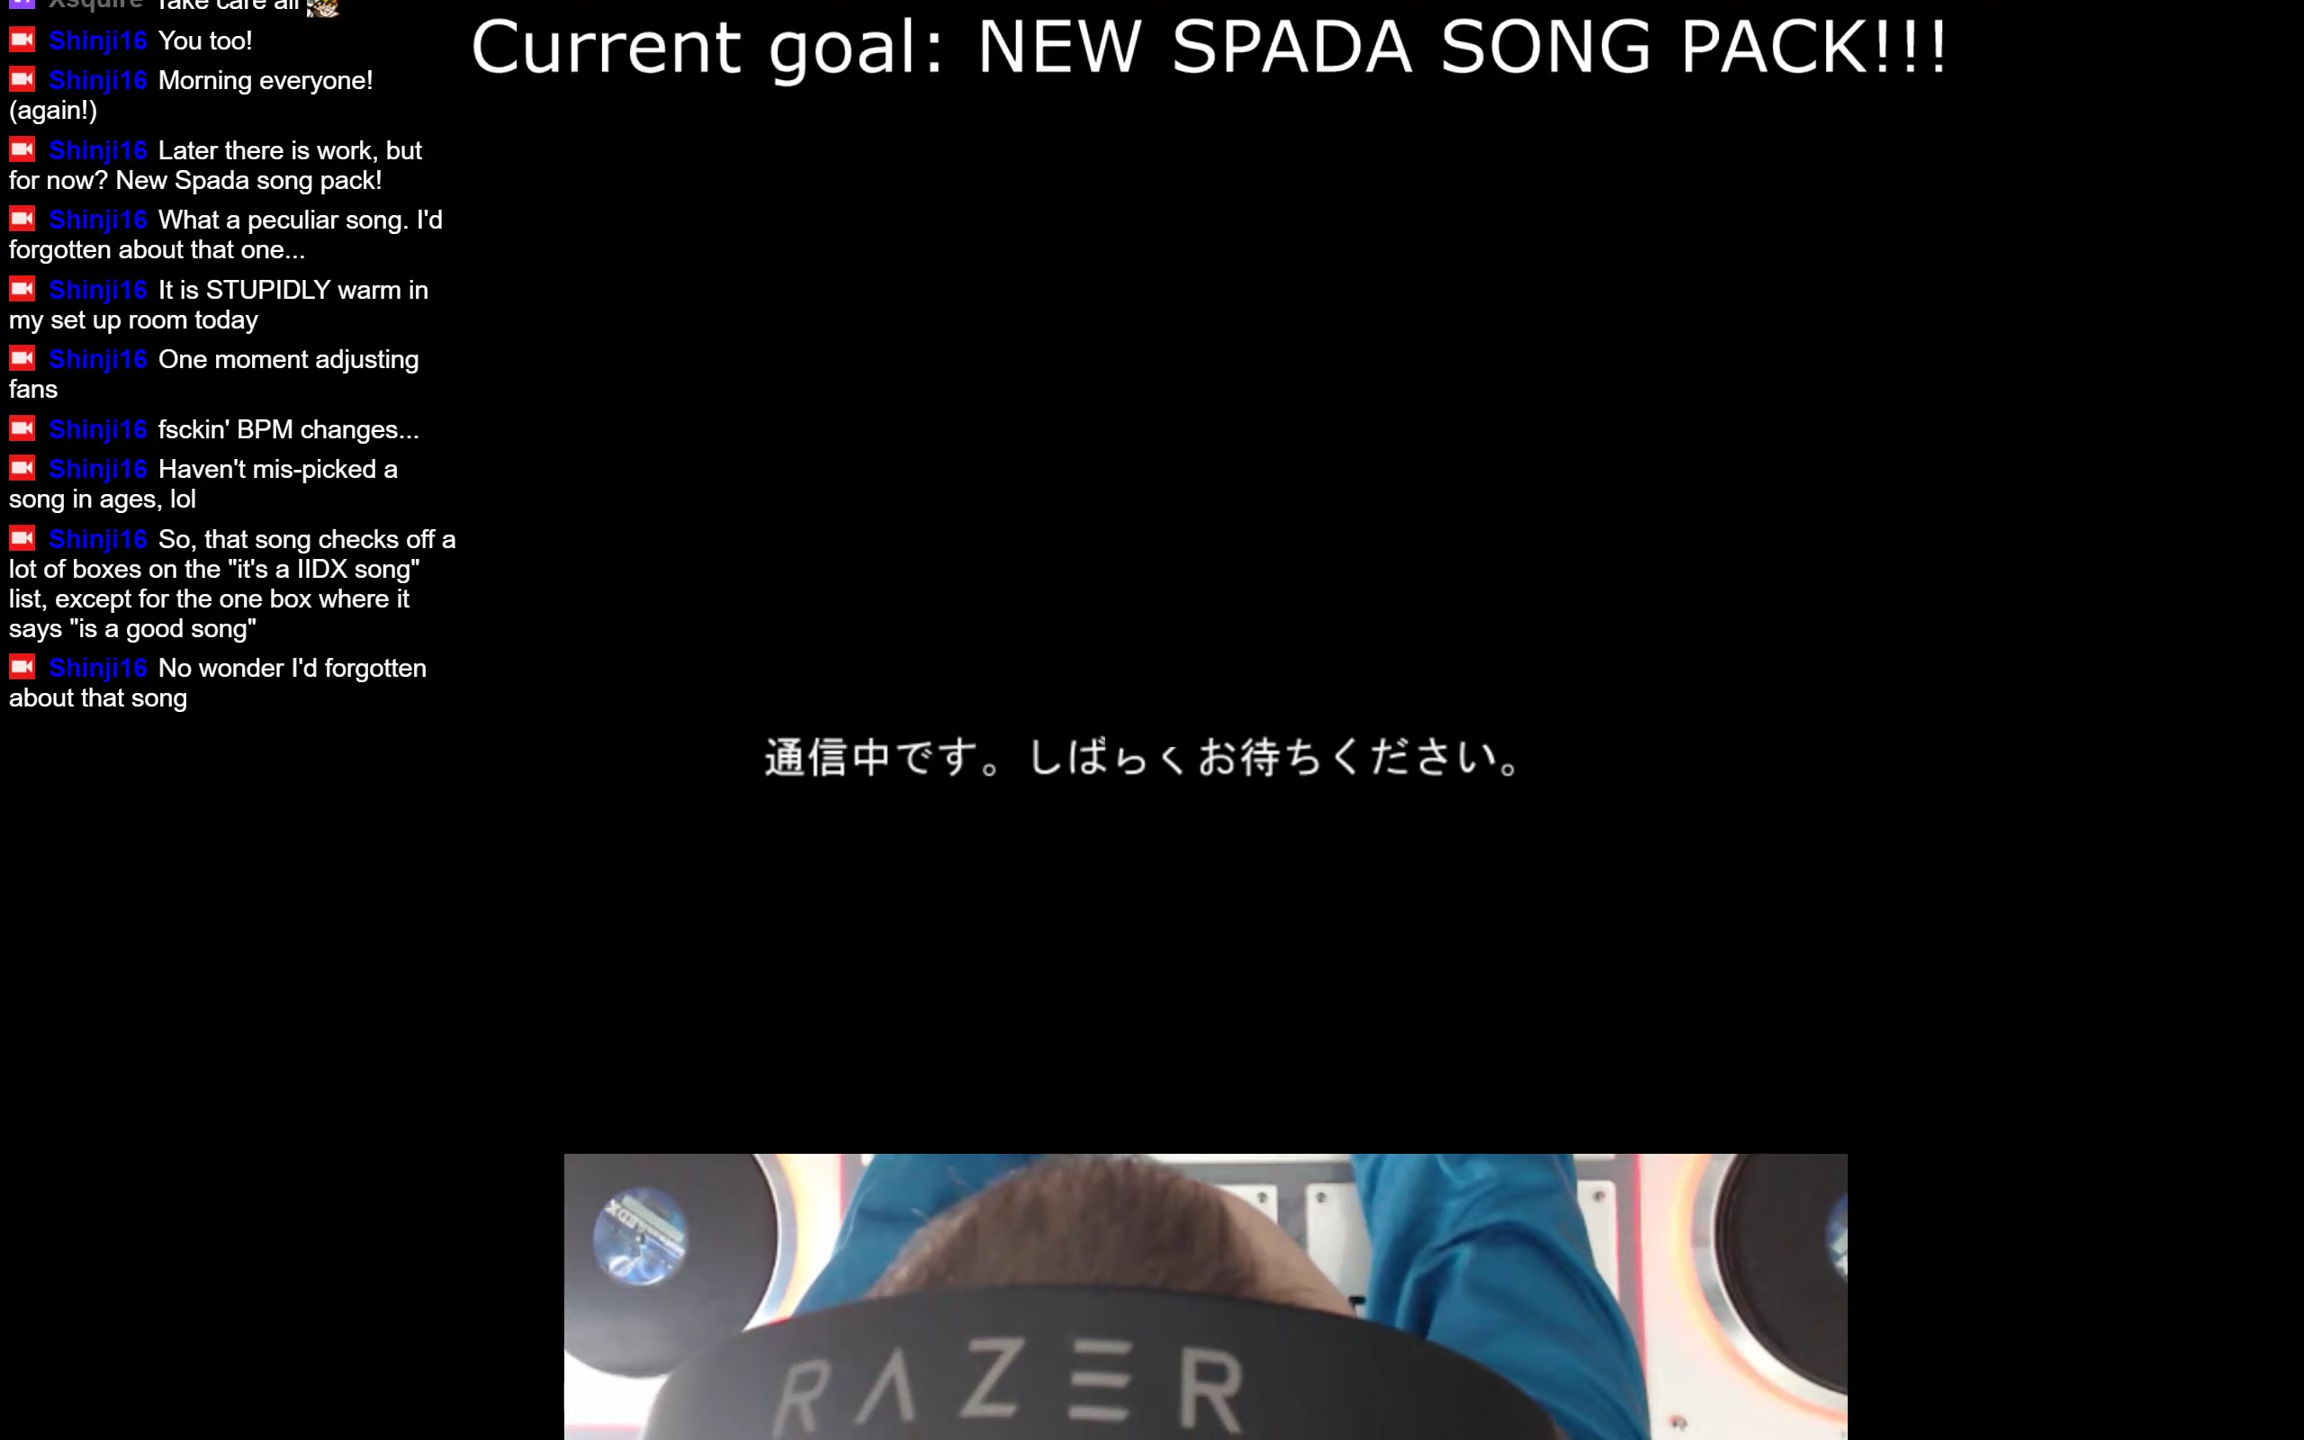 Xsquire Take care all
Shinji16 You too!
Shinji16 Morning everyone!
(again!)
Shinji16 Later there is work, but
for now? New Spada song pack!
Shinji16 What a peculiar song. I'd
forgotten about that one...
Shinji16 It is STUPIDLY warm in
my set up room today
Shinji16 One moment adjusting
fans
Shinji16 fsckin' BPM changes...
Shinji16 Haven't mis-picked a
song in ages, lol
Shinji16 So, that song checks off a
lot of boxes on the "it's a IIDX song"
list, except for the one box where it
says "is a good song"
Shinji16 No wonder I'd forgotten
about that song
Current goal: NEW SPADA SONG PACK!!!
通信中です。しばらくお待ちください。
RAZER